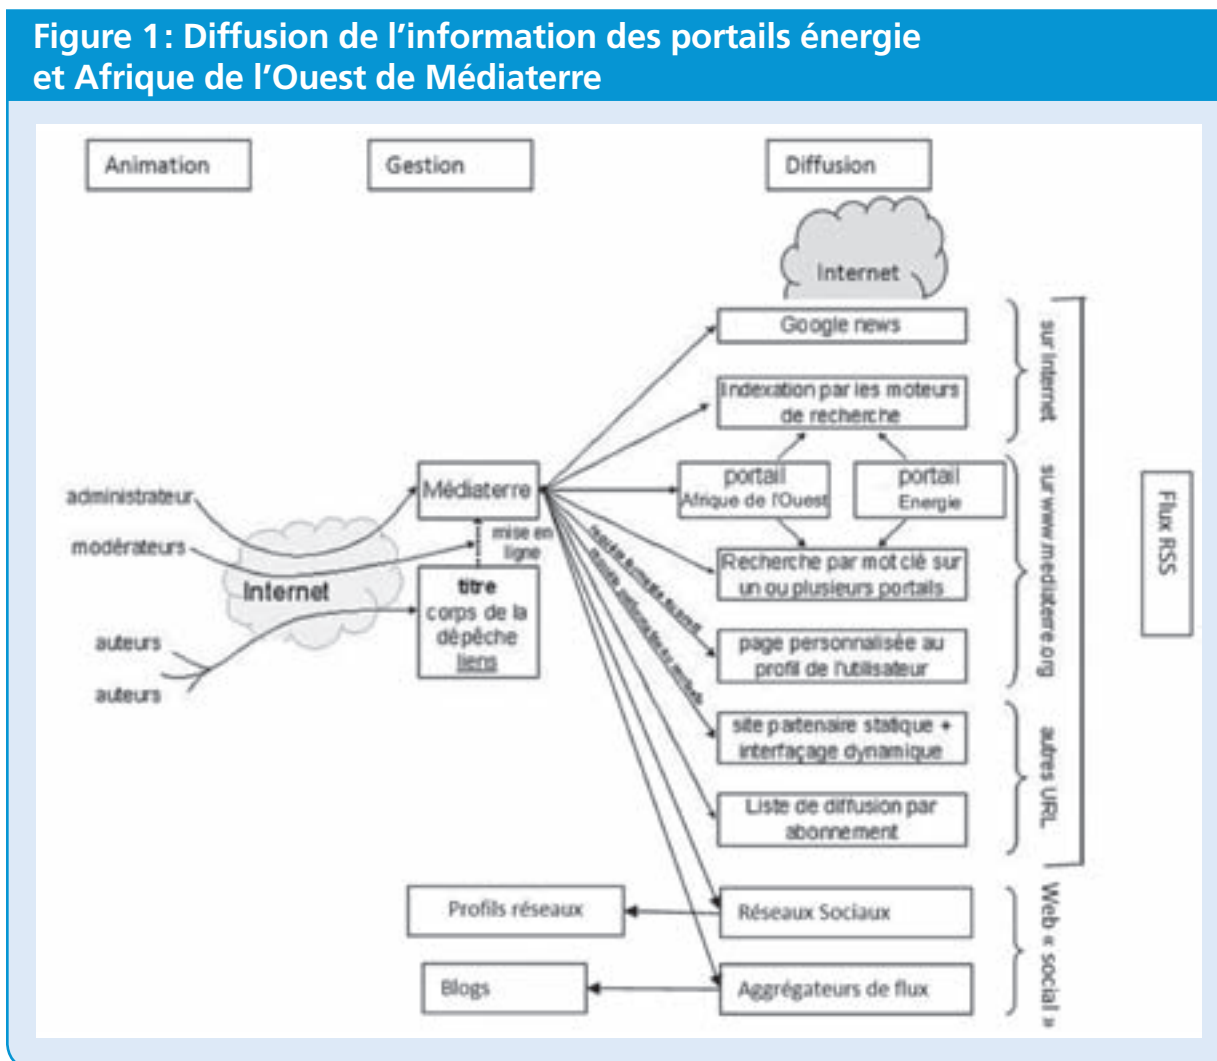 Figure 1: Diffusion de l’information des portails énergie
et Afrique de l’Ouest de Médiaterre
Animation
Gestion
Diffusion
Internet
Google news
Indexation par les moteurs
de recherche
sur Internet
administrateur
modérateurs
Internet
auteurs
auteurs
Médiaterre
mise en
ligne
titre
corps de la
dépêche
liens
portail
Afrique de l'Ouest
portail
Energie
Recherche par mot clé sur
un ou plusieurs portails
page personnalisée au
profil de l'utilisateur
sur www.mediaterre.org
site partenaire statique +
interfaçage dynamique
Liste de diffusion par
abonnement
autres URL
Flux RSS
Profils réseaux
Réseaux Sociaux
Blogs
Aggrégateurs de flux
Web « social »